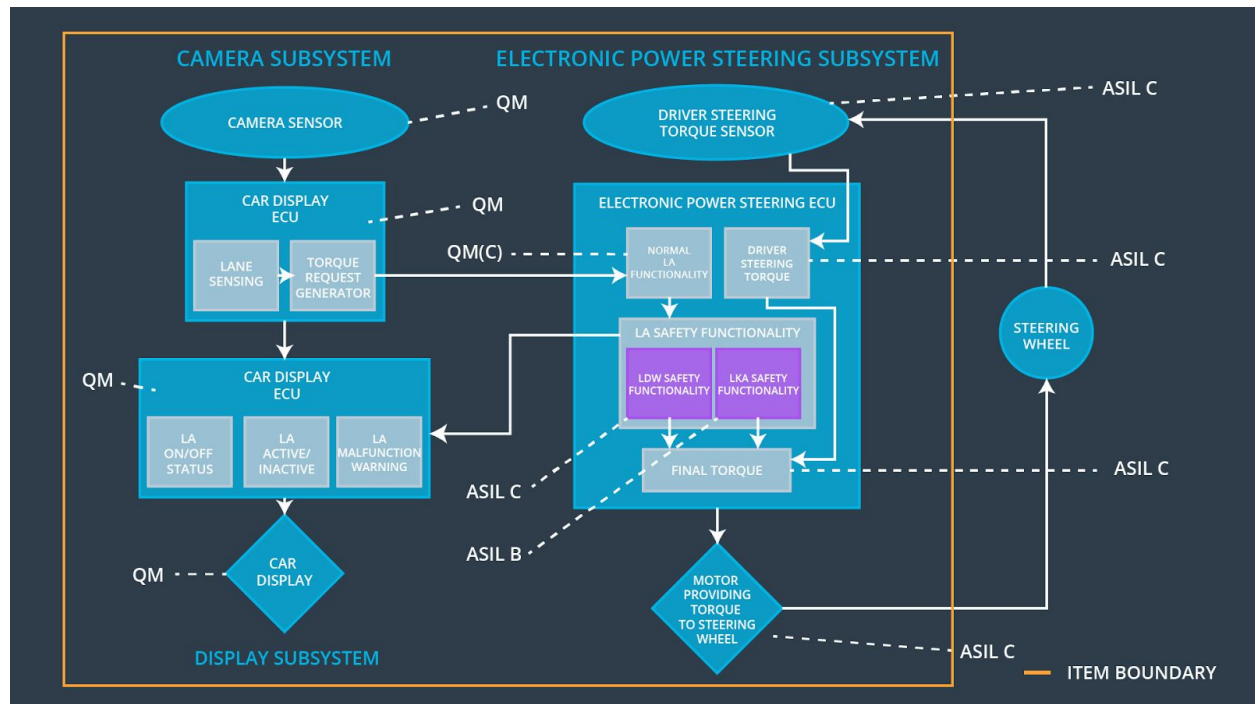 CAMERA SUBSYSTEM
ELECTRONIC POWER STEERING SUBSYSTEM
CAMERA SENSOR
QM
DRIVER STEERING
TORQUE SENSOR
ASIL C
CAR DISPLAY
ECU
QM
LANE
SENSING
TORQUE
REQUEST
GENERATOR
ELECTRONIC POWER STEERING ECU
QM(C)
NORMAL
LA
FUNCTIONALITY
DRIVER
STEERING
TORQUE
ASIL C
LA SAFETY FUNCTIONALITY
LDW SAFETY
FUNCTIONALITY
LKA SAFETY
FUNCTIONALITY
STEERING
WHEEL
QM
CAR DISPLAY
ECU
LA
ON/OFF
STATUS
LA
ACTIVE/
INACTIVE
LA
MALFUNCTION
WARNING
FINAL TORQUE
ASIL C
ASIL C
ASIL B
QM
CAR
DISPLAY
MOTOR
PROVIDING
TORQUE
TO STEERING
WHEEL
ASIL C
DISPLAY SUBSYSTEM
ITEM BOUNDARY